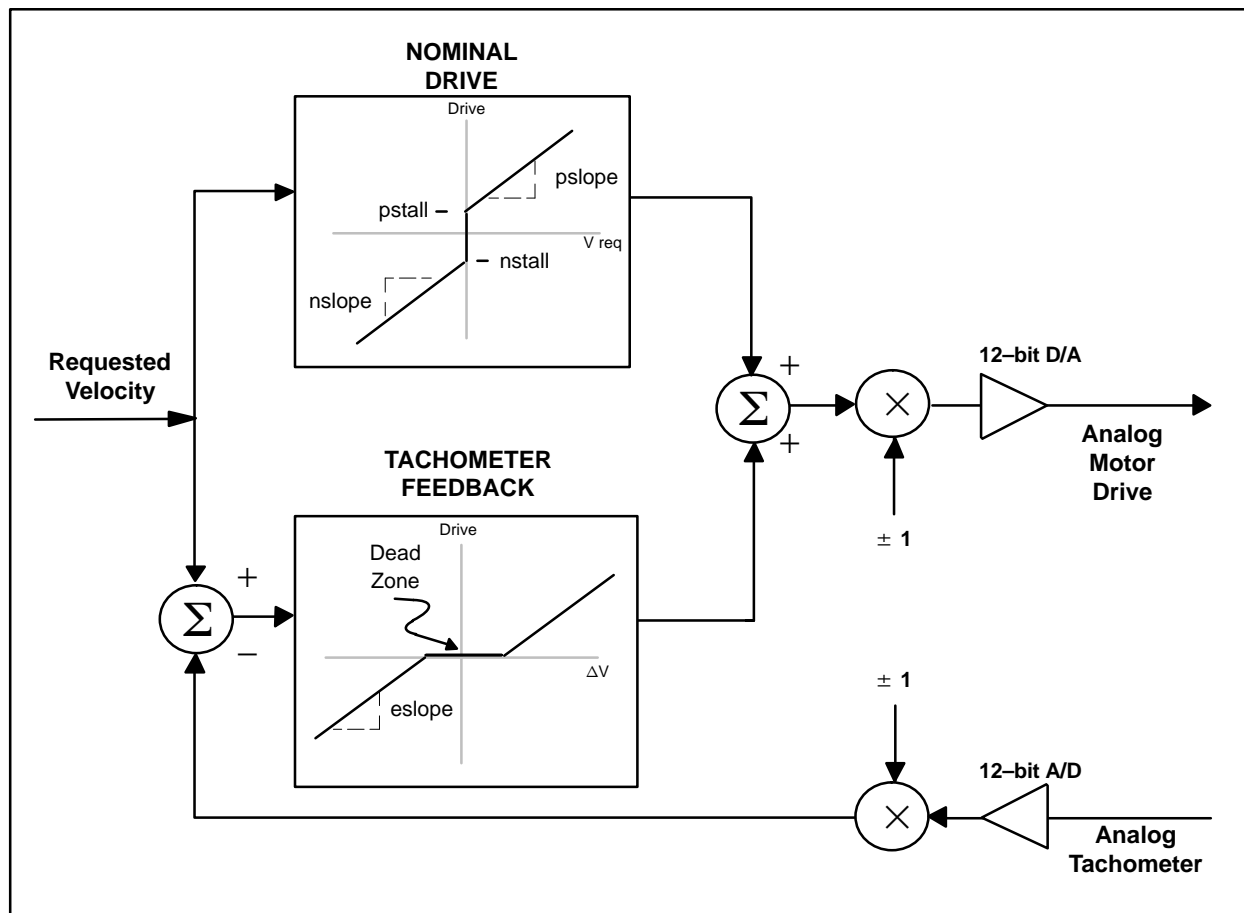 NOMINAL
DRIVE
Drive
pslope
pstall
V req
nstall
nslope
Requested
Velocity
12–bit D/A
+
Σ
×
+
Analog
Motor
Drive
± 1
TACHOMETER
FEEDBACK
Drive
Dead
Zone
+
Σ
−
ΔV
eslope
± 1
12–bit A/D
×
Analog
Tachometer